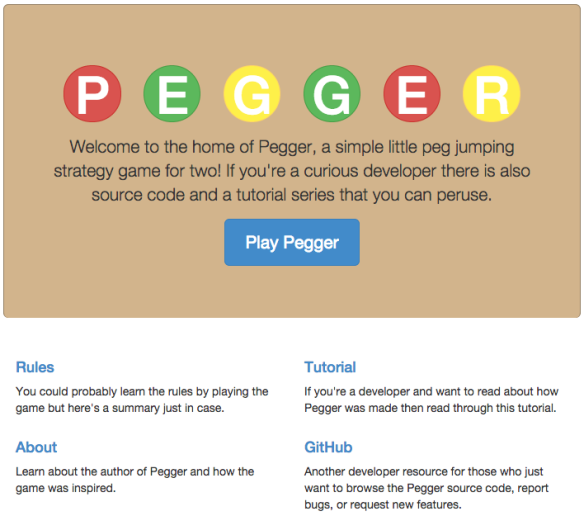 PEGGER
Welcome to the home of Pegger, a simple little peg jumping
strategy game for two! If you're a curious developer there is also
source code and a tutorial series that you can peruse.
Play Pegger
Rules
You could probably learn the rules by playing the
game but here's a summary just in case.
Tutorial
If you're a developer and want to read about how
Pegger was made then read through this tutorial.
About
Learn about the author of Pegger and how the
game was inspired.
GitHub
Another developer resource for those who just
want to browse the Pegger source code, report
bugs, or request new features.